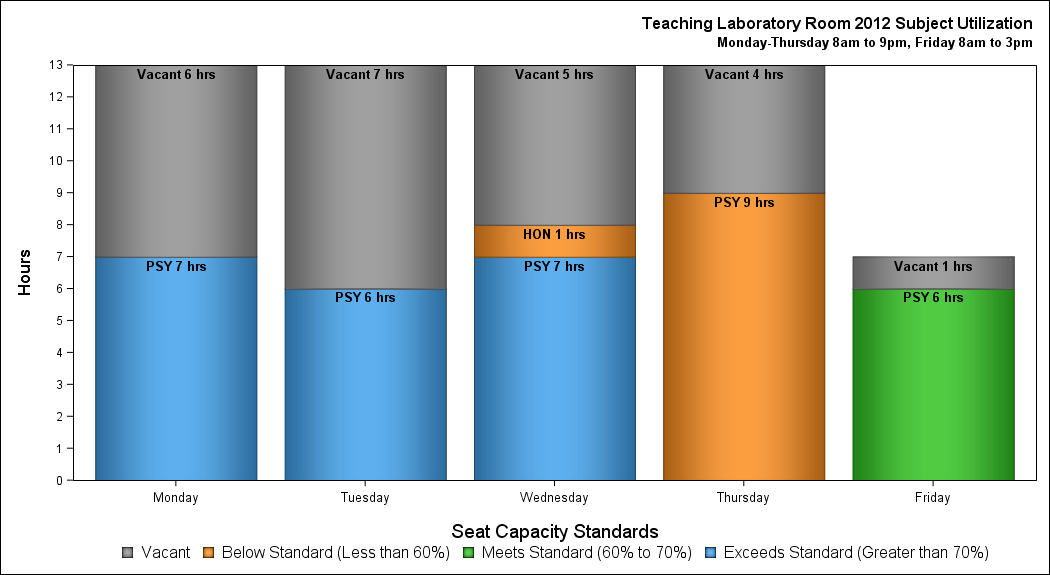 Teaching Laboratory Room 2012 Subject Utilization
Monday-Thursday 8am to 9pm, Friday 8am to 3pm
Hours
13
12
11
10
9
8
7
6
5
4
3
2
1
0
Vacant 6 hrs
PSY 7 hrs
Vacant 7 hrs
PSY 6 hrs
Vacant 5 hrs
HON 1 hrs
PSY 7 hrs
Vacant 4 hrs
PSY 9 hrs
Vacant 1 hrs
PSY 6 hrs
Monday Tuesday Wednesday Thursday Friday
Seat Capacity Standards
Vacant Below Standard (Less than 60%) Meets Standard (60% to 70%) Exceeds Standard (Greater than 70%)